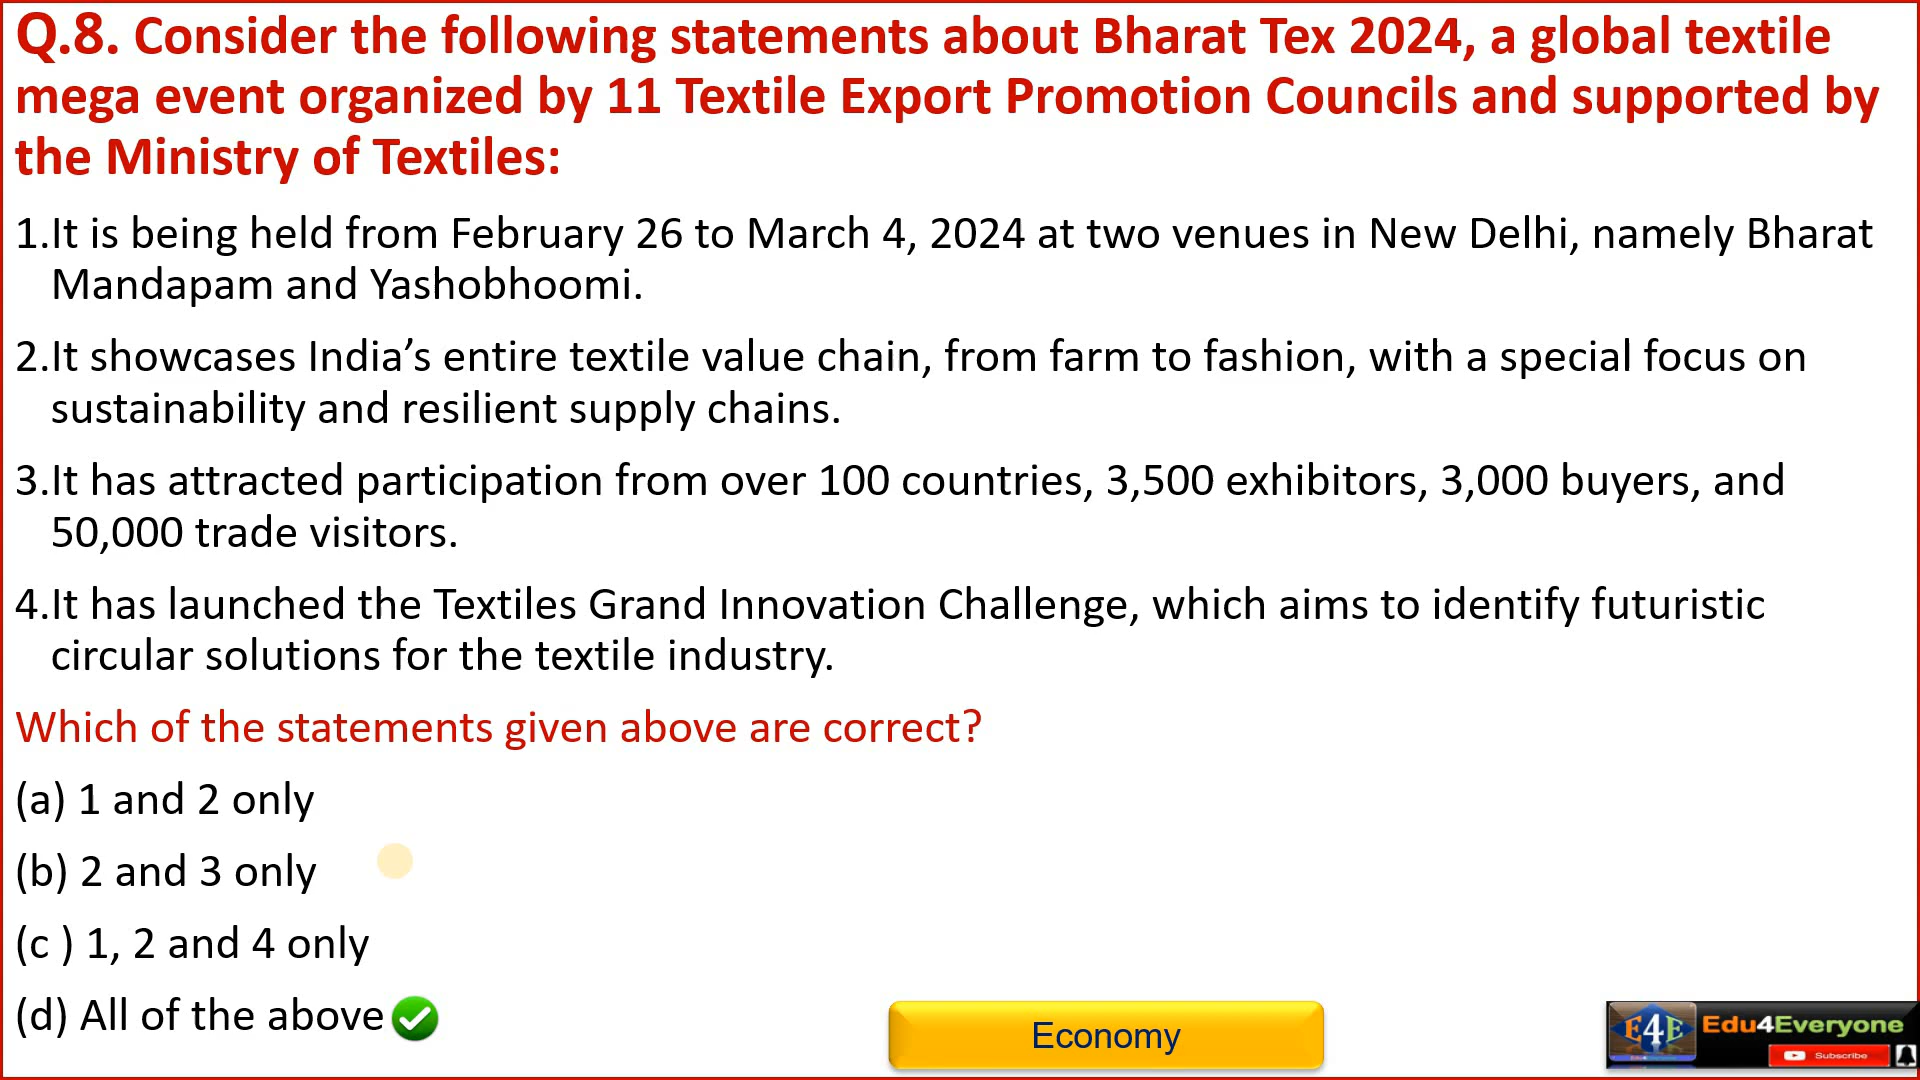 Q.8. Consider the following statements about Bharat Tex 2024, a global textile
mega event organized by 11 Textile Export Promotion Councils and supported by
the Ministry of Textiles:
1.It is being held from February 26 to March 4, 2024 at two venues in New Delhi, namely Bharat
Mandapam and Yashobhoomi.
2.It showcases India’s entire textile value chain, from farm to fashion, with a special focus on
sustainability and resilient supply chains.
3.It has attracted participation from over 100 countries, 3,500 exhibitors, 3,000 buyers, and
50,000 trade visitors.
4.It has launched the Textiles Grand Innovation Challenge, which aims to identify futuristic
circular solutions for the textile industry.
Which of the statements given above are correct?
(a) 1 and 2 only
(b) 2 and 3 only
(c ) 1, 2 and 4 only
(d) All of the above
Economy
E4E
Edu4Everyone
Subscribe